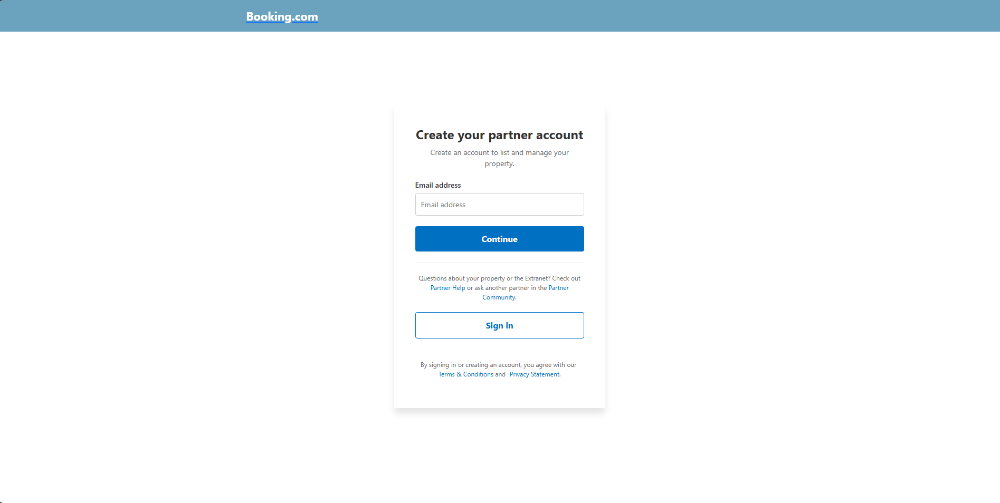 Booking.com
Create your partner account
Create an account to list and manage your
property.
Email address
Email address
Continue
Questions about your property or the Extranet? Check out
Partner Help or ask another partner in the Partner
Community.
Sign in
By signing in or creating an account, you agree with our
Terms & Conditions and Privacy Statement.